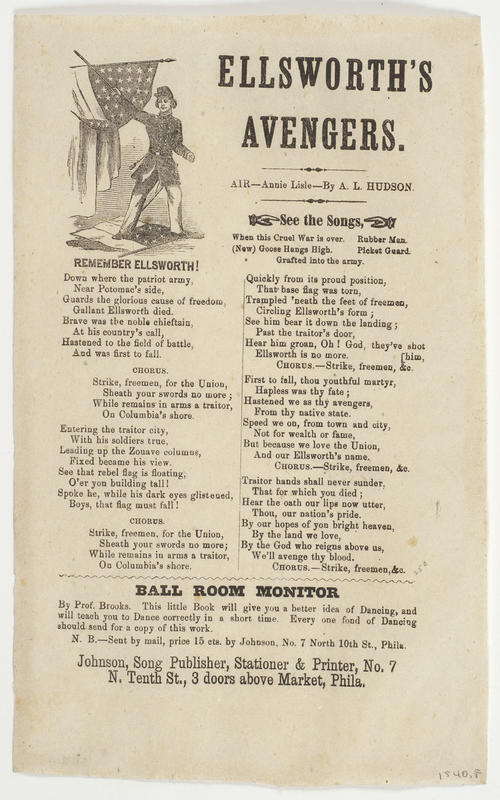 ELLSWORTH'S
AVENGERS.
AIR—Annie Lisle—By A. L. HUDSON.
See the Songs,
When this Cruel War is over. Rubber Man.
(New) Goose Hangs High. Picket Guard.
Grafted into the army.
REMEMBER ELLSWORTH!
Down where the patriot army,
Near Potomac's side,
Guards the glorious cause of freedom,
Gallant Ellsworth died.
Brave was the noble chieftain,
At his country's call,
Hastened to the field of battle,
And was first to fall.
CHORUS.
Strike, freemen, for the Union,
Sheath your swords no more;
While remains in arms a traitor,
On Columbia's shore.
Entering the traitor city,
With his soldiers true,
Leading up the Zouave columns,
Fixed became his view.
See that rebel flag is floating,
O'er yon building tall!
Spoke he, while his dark eyes glistened,
Boys, that flag must fall!
CHORUS.
Strike, freemen, for the Union,
Sheath your swords no more;
While remains in arms a traitor,
On Columbia's shore.
Quickly from its proud position,
That base flag was torn,
Trampled 'neath the feet of freemen,
Circling Ellsworth's form;
See him bear it down the landing;
Past the traitor's door,
Hear him groan, Oh! God, they've shot
Ellsworth is no more. [him,
CHORUS.—Strike, freemen, &c.
First to fall, thou youthful martyr,
Hapless was thy fate;
Hastened we as thy avengers,
From thy native state.
Speed we on, from town and city,
Not for wealth or fame,
But because we love the Union,
And our Ellsworth's name.
CHORUS.—Strike, freemen, &c.
Traitor hands shall never sunder,
That for which you died;
Hear the oath our lips now utter,
Thou, our nation's pride.
By our hopes of yon bright heaven,
By the land we love,
By the God who reigns above us,
We'll avenge thy blood.
CHORUS.—Strike, freemen, &c.
BALL ROOM MONITOR
By Prof. Brooks. This little Book will give you a better idea of Dancing, and
will teach you to Dance correctly in a short time. Every one fond of Dancing
should send for a copy of this work.
N. B.—Sent by mail, price 15 cts. by Johnson, No. 7 North 10th St., Phila.
Johnson, Song Publisher, Stationer & Printer, No. 7
N. Tenth St., 3 doors above Market, Phila.